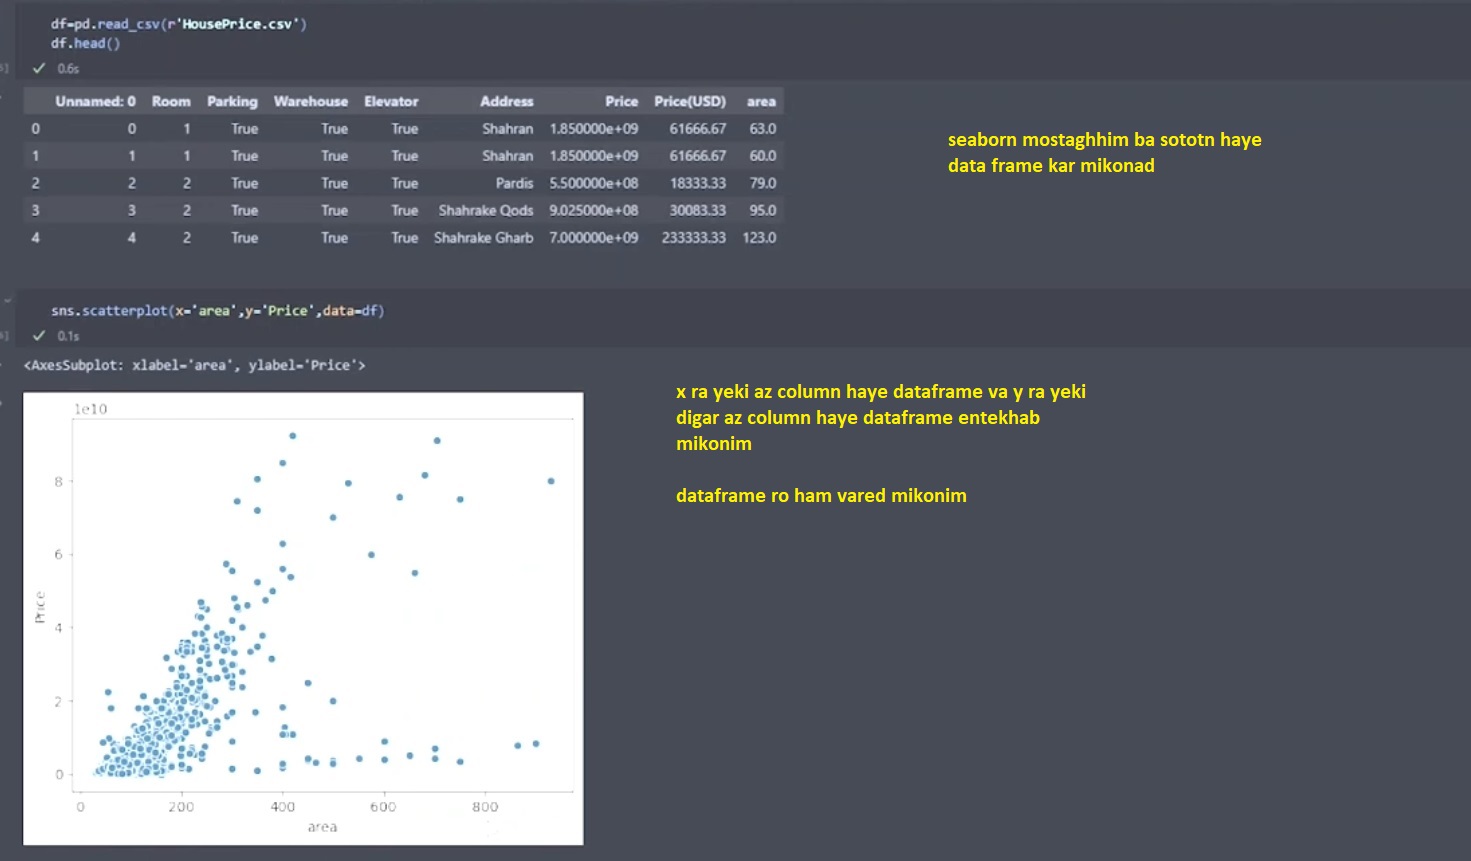 df=pd.read_csv(r'HousePrice.csv')
df.head()
0.6s
Unnamed: 0 Room Parking Warehouse Elevator Address Price Price(USD) area
0 0 1 True True True Shahran 1.850000e+09 61666.67 63.0
1 1 1 True True True Shahran 1.850000e+09 61666.67 60.0
2 2 2 True True True Pardis 5.500000e+08 18333.33 79.0
3 3 2 True True True Shahrake Qods 9.025000e+08 30083.33 95.0
4 4 2 True True True Shahrake Gharb 7.000000e+09 233333.33 123.0
seaborn mostaghhim ba sototn haye
data frame kar mikonad
sns.scatterplot(x='area',y='Price',data=df)
0.1s
<AxesSubplot: xlabel='area', ylabel='Price'>
1e10
8
6
4
2
0
Price
0 200 400 600 800
area
x ra yeki az column haye dataframe va y ra yeki
digar az column haye dataframe entekhab
mikonim
dataframe ro ham vared mikonim